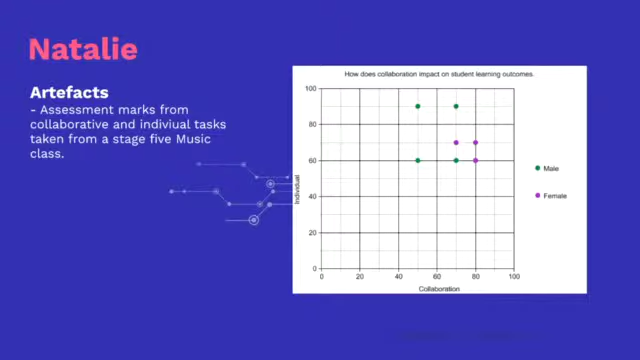 Natalie
Artefacts
- Assessment marks from
collaborative and indiviual tasks
taken from a stage five Music
class.
How does collaboration impact on student learning outcomes.
100
80
60
40
20
0
Individual
0 20 40 60 80 100
Collaboration
Male
Female